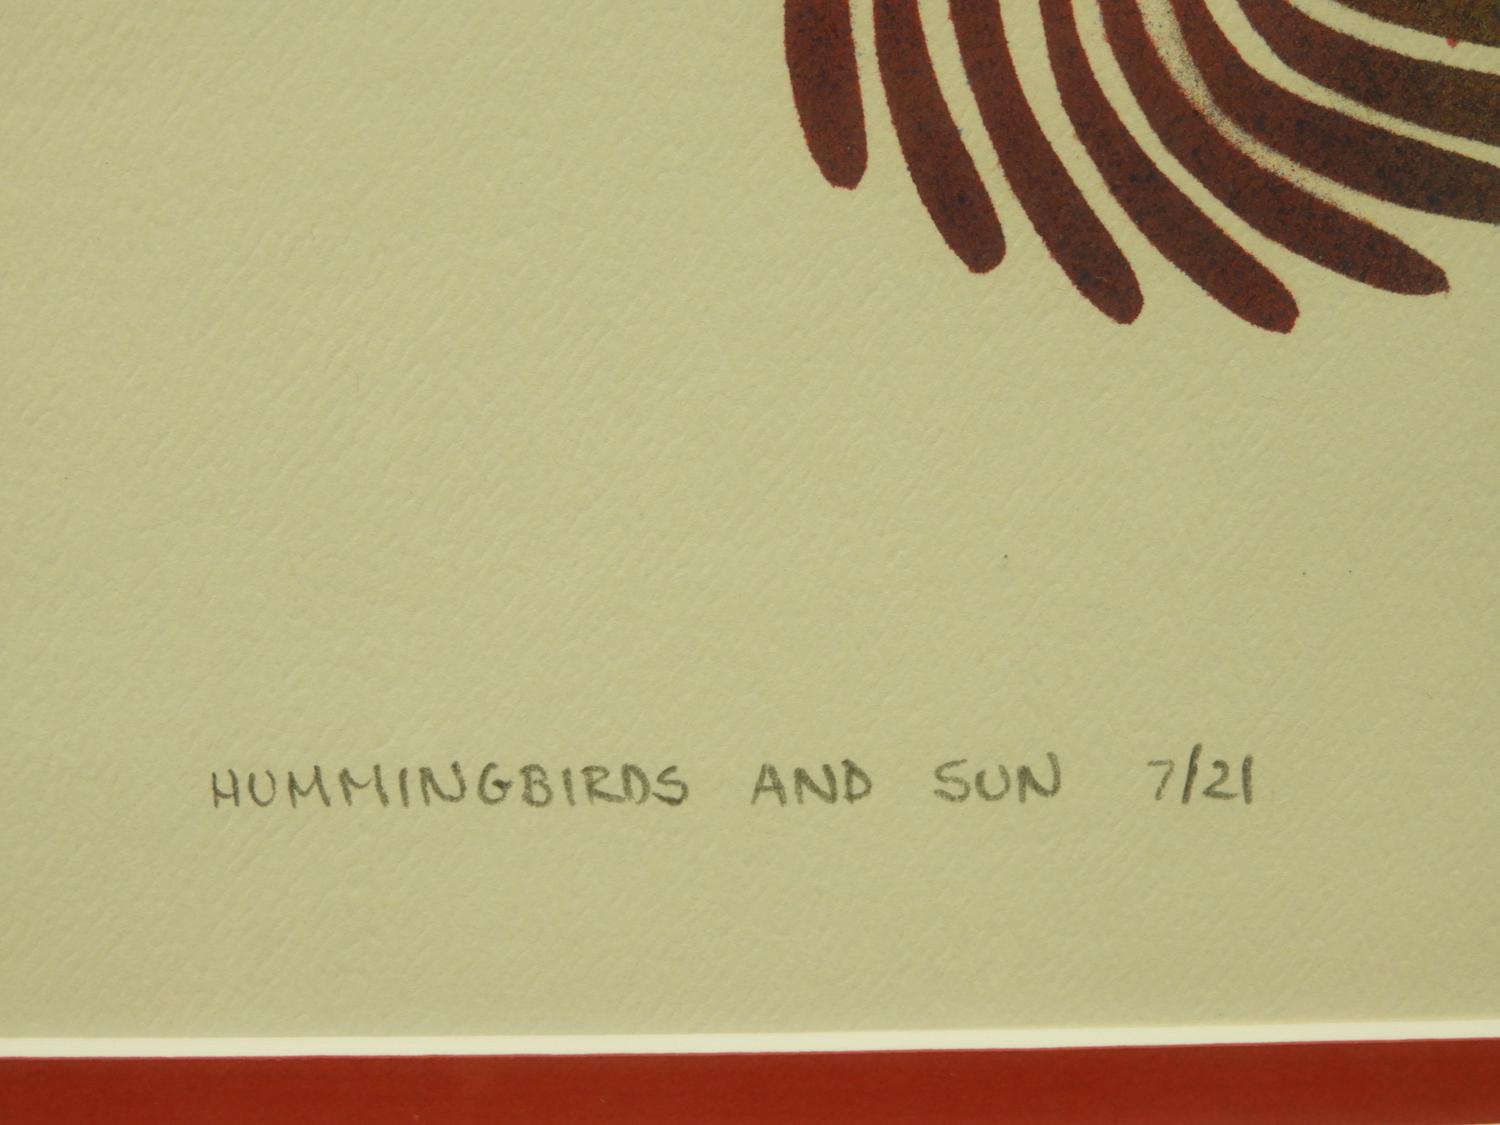 HUMMINGBIRDS AND SUN 7/21